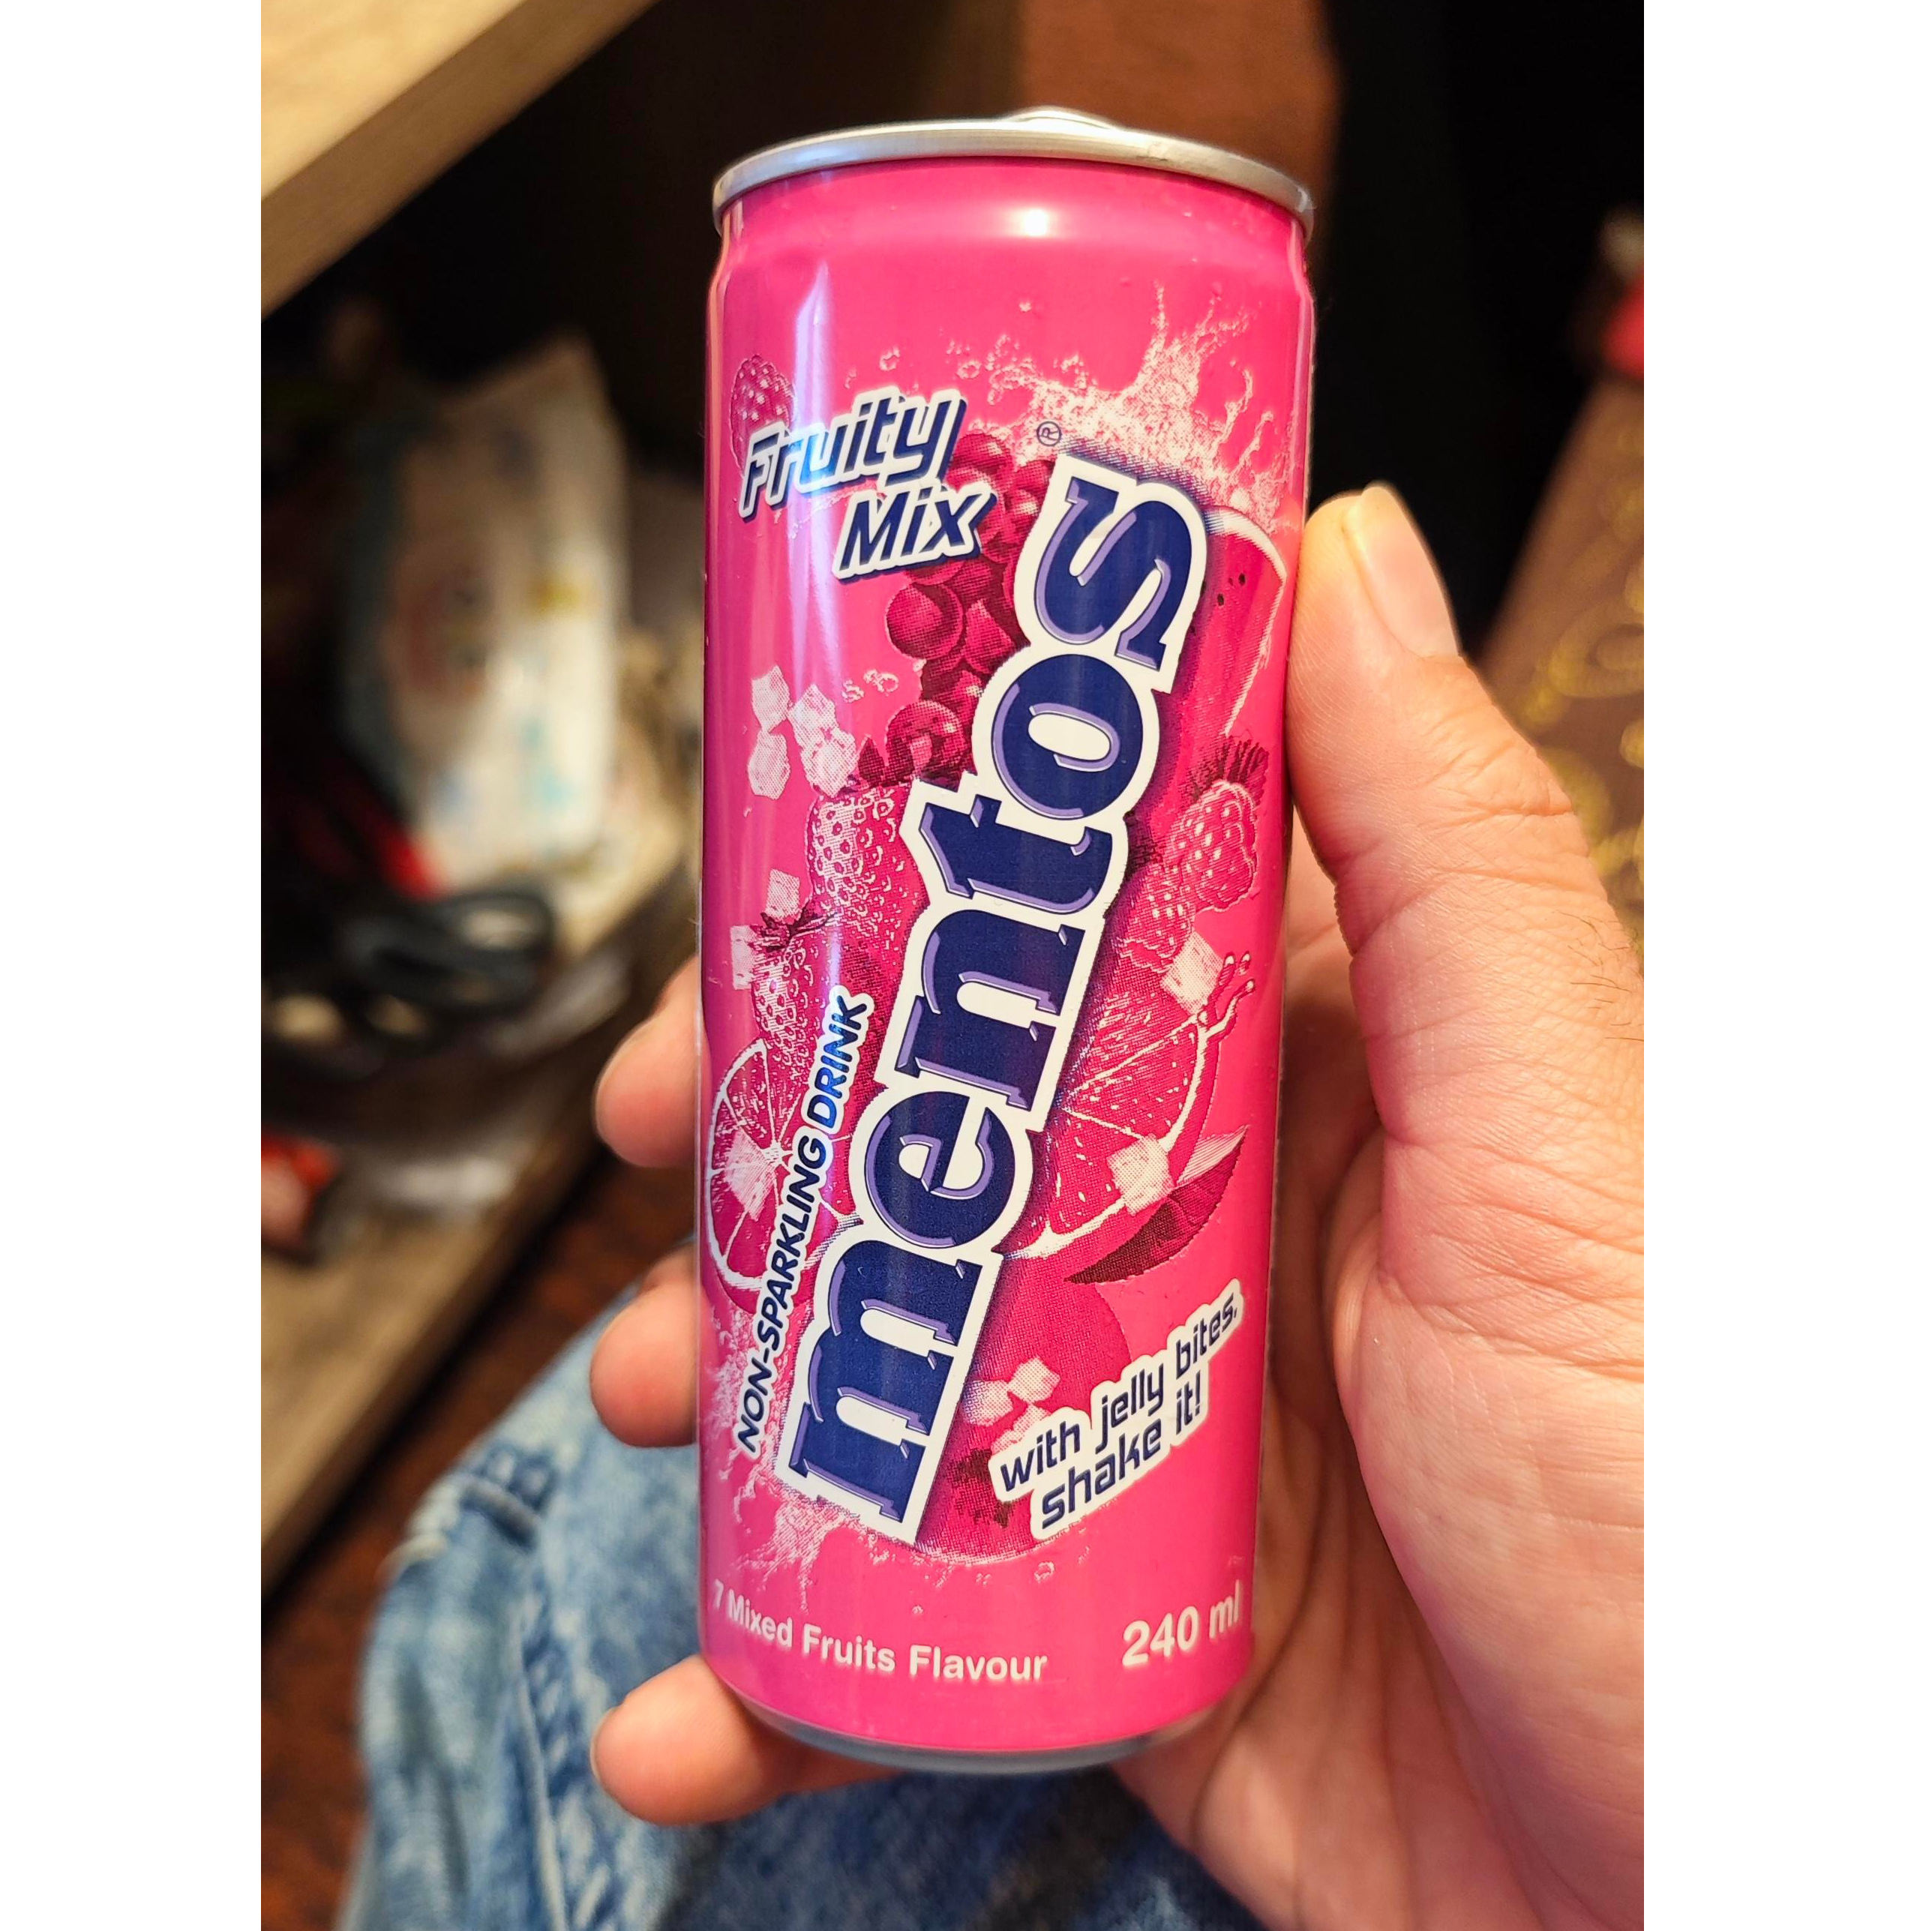 Fruity
Mix
®
mentos
NON-SPARKLING DRINK
with jelly bites,
shake it!
7 Mixed Fruits Flavour
240 ml